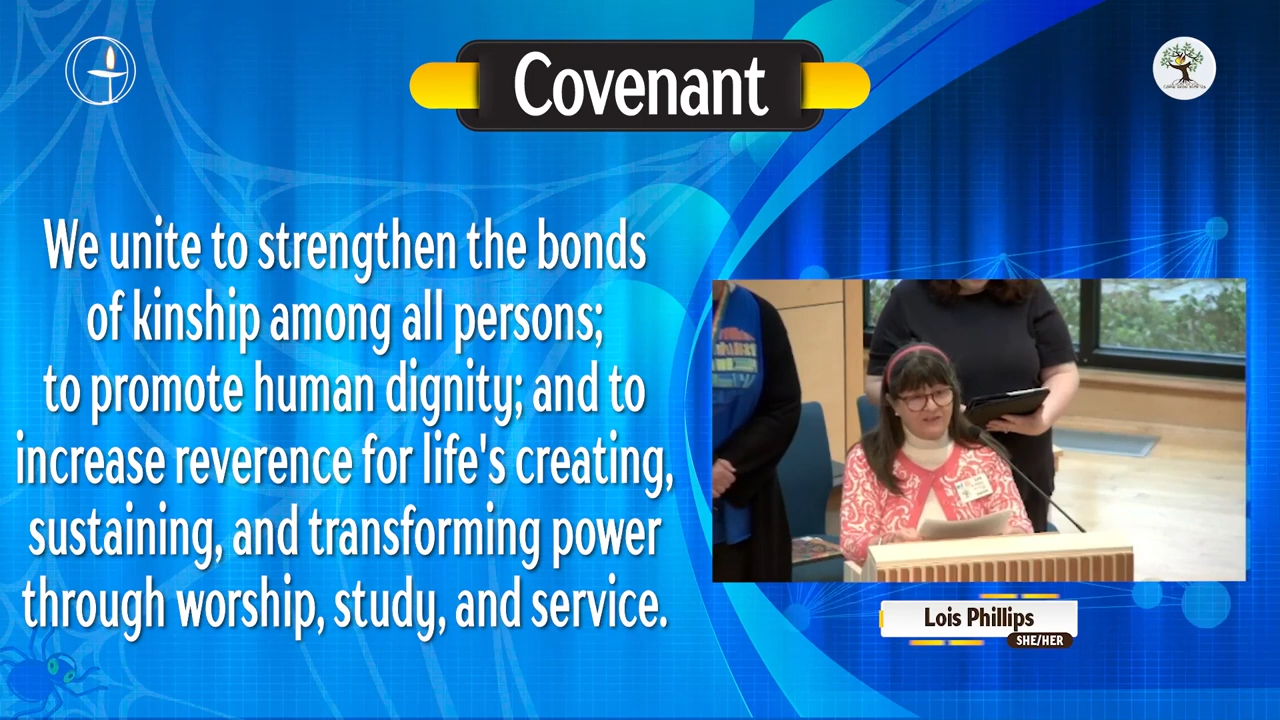 Covenant
We unite to strengthen the bonds
of kinship among all persons;
to promote human dignity; and to
increase reverence for life's creating,
sustaining, and transforming power
through worship, study, and service.
Lois Phillips
SHE/HER